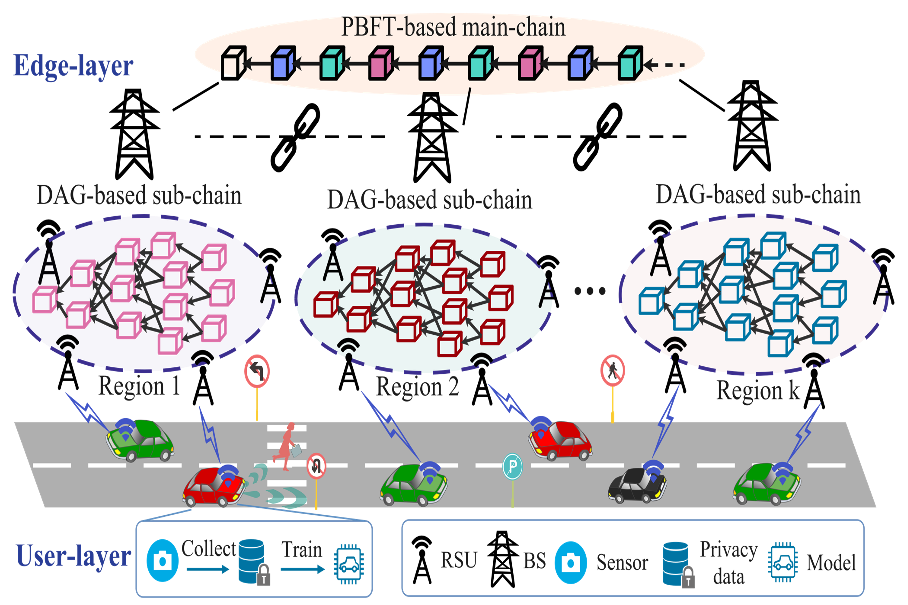 PBFT-based main-chain
Edge-layer
DAG-based sub-chain
DAG-based sub-chain
DAG-based sub-chain
Region 1
Region 2
Region k
P
User-layer
Collect
Train
RSU
BS
Sensor
Privacy
data
Model